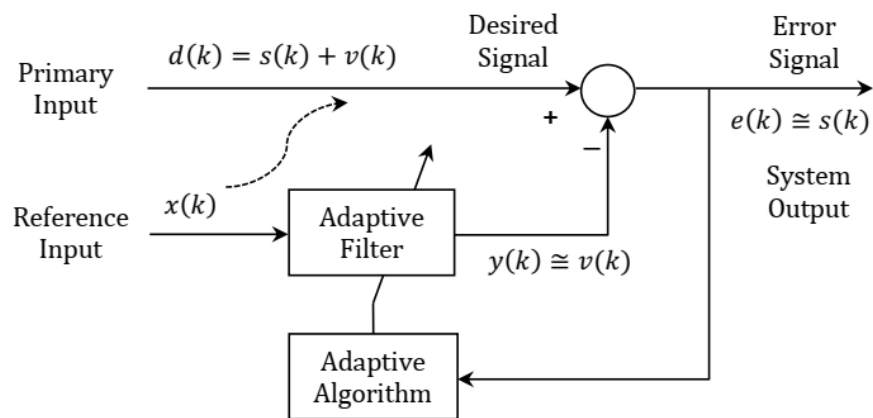 Primary
Input
d(k) = s(k) + v(k)
Desired
Signal
Error
Signal
+
−
e(k) ≅ s(k)
System
Output
Reference
Input
x(k)
Adaptive
Filter
y(k) ≅ v(k)
Adaptive
Algorithm